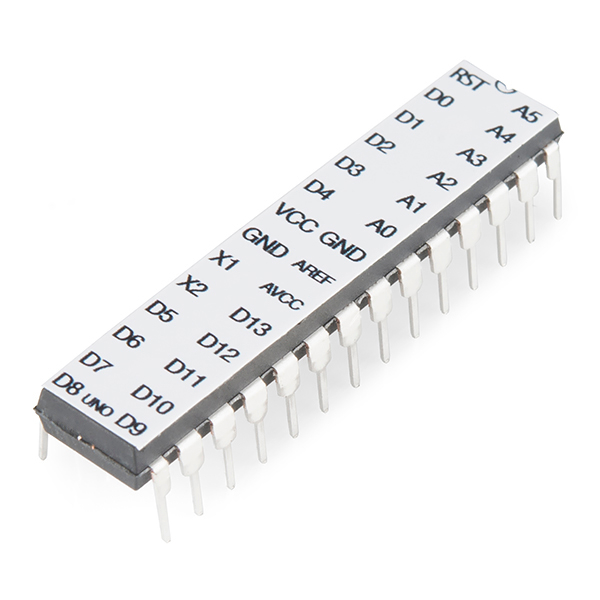 RST A5
D0 A4
D1 A3
D2 A2
D3 A1
D4 A0
VCC GND
GND AREF
X1 AVCC
X2 D13
D5 D12
D6 D11
D7 D10
D8 UNO D9